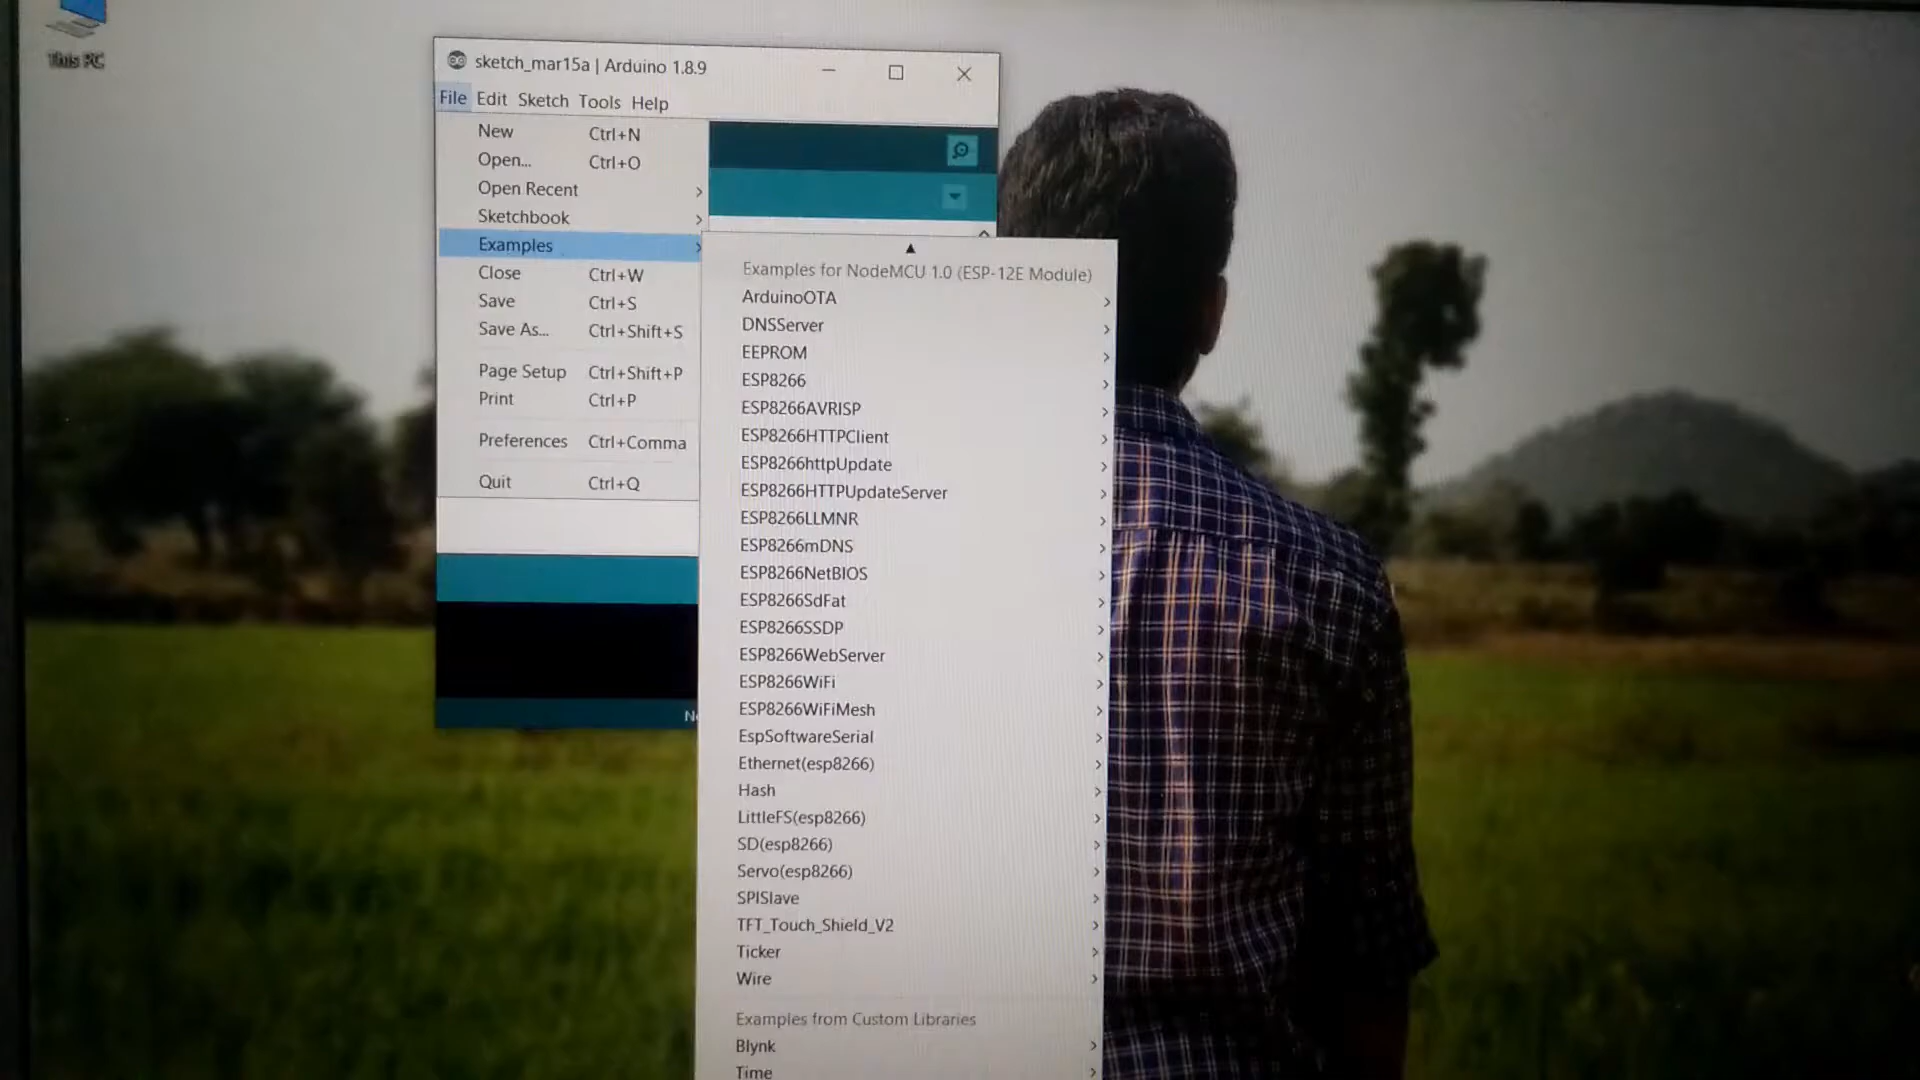 This PC
sketch_mar15a | Arduino 1.8.9
File Edit Sketch Tools Help
New Ctrl+N
Open... Ctrl+O
Open Recent
Sketchbook
Examples
Close Ctrl+W
Save Ctrl+S
Save As... Ctrl+Shift+S
Page Setup Ctrl+Shift+P
Print Ctrl+P
Preferences Ctrl+Comma
Quit Ctrl+Q
Examples for NodeMCU 1.0 (ESP-12E Module)
ArduinoOTA
DNSServer
EEPROM
ESP8266
ESP8266AVRISP
ESP8266HTTPClient
ESP8266httpUpdate
ESP8266HTTPUpdateServer
ESP8266LLMNR
ESP8266mDNS
ESP8266NetBIOS
ESP8266SdFat
ESP8266SSDP
ESP8266WebServer
ESP8266WiFi
ESP8266WiFiMesh
EspSoftwareSerial
Ethernet(esp8266)
Hash
LittleFS(esp8266)
SD(esp8266)
Servo(esp8266)
SPISlave
TFT_Touch_Shield_V2
Ticker
Wire
Examples from Custom Libraries
Blynk
Time